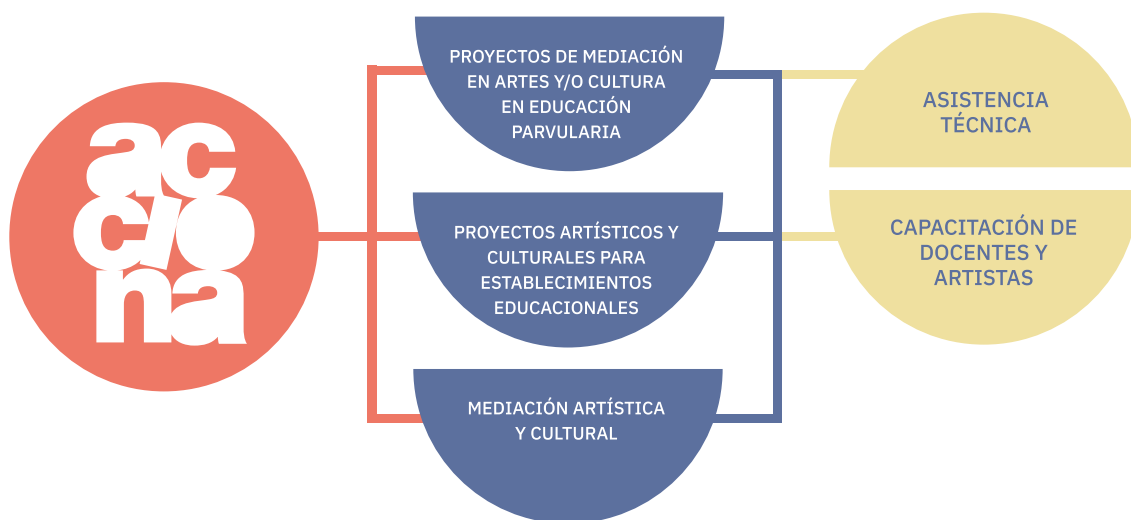 ac
cio
na
PROYECTOS DE MEDIACIÓN
EN ARTES Y/O CULTURA
EN EDUCACIÓN
PARVULARIA
PROYECTOS ARTÍSTICOS Y
CULTURALES PARA
ESTABLECIMIENTOS
EDUCACIONALES
MEDIACIÓN ARTÍSTICA
Y CULTURAL
ASISTENCIA
TÉCNICA
CAPACITACIÓN DE
DOCENTES Y
ARTISTAS